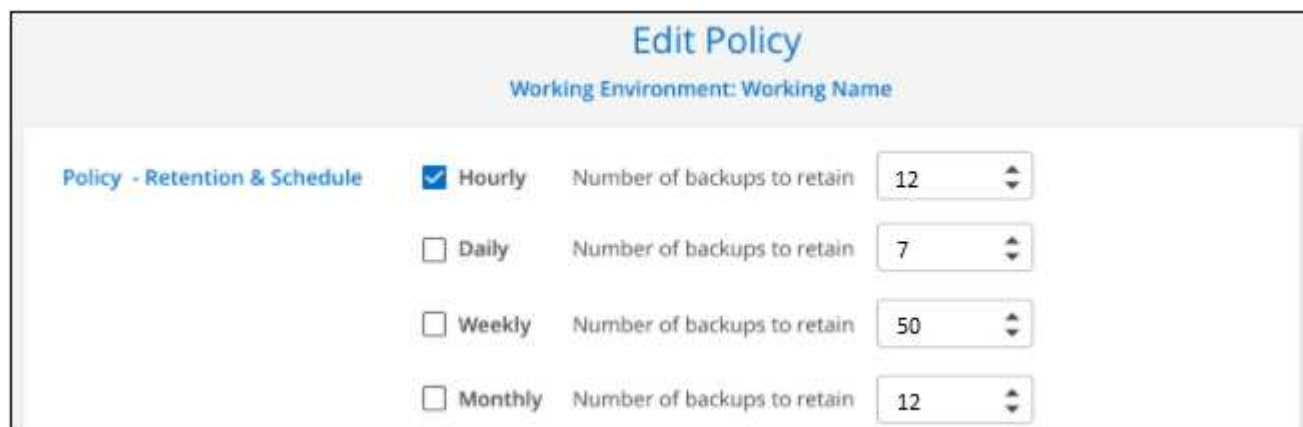 Edit Policy
Working Environment: Working Name
Policy - Retention & Schedule Hourly Number of backups to retain 12
Daily Number of backups to retain 7
Weekly Number of backups to retain 50
Monthly Number of backups to retain 12